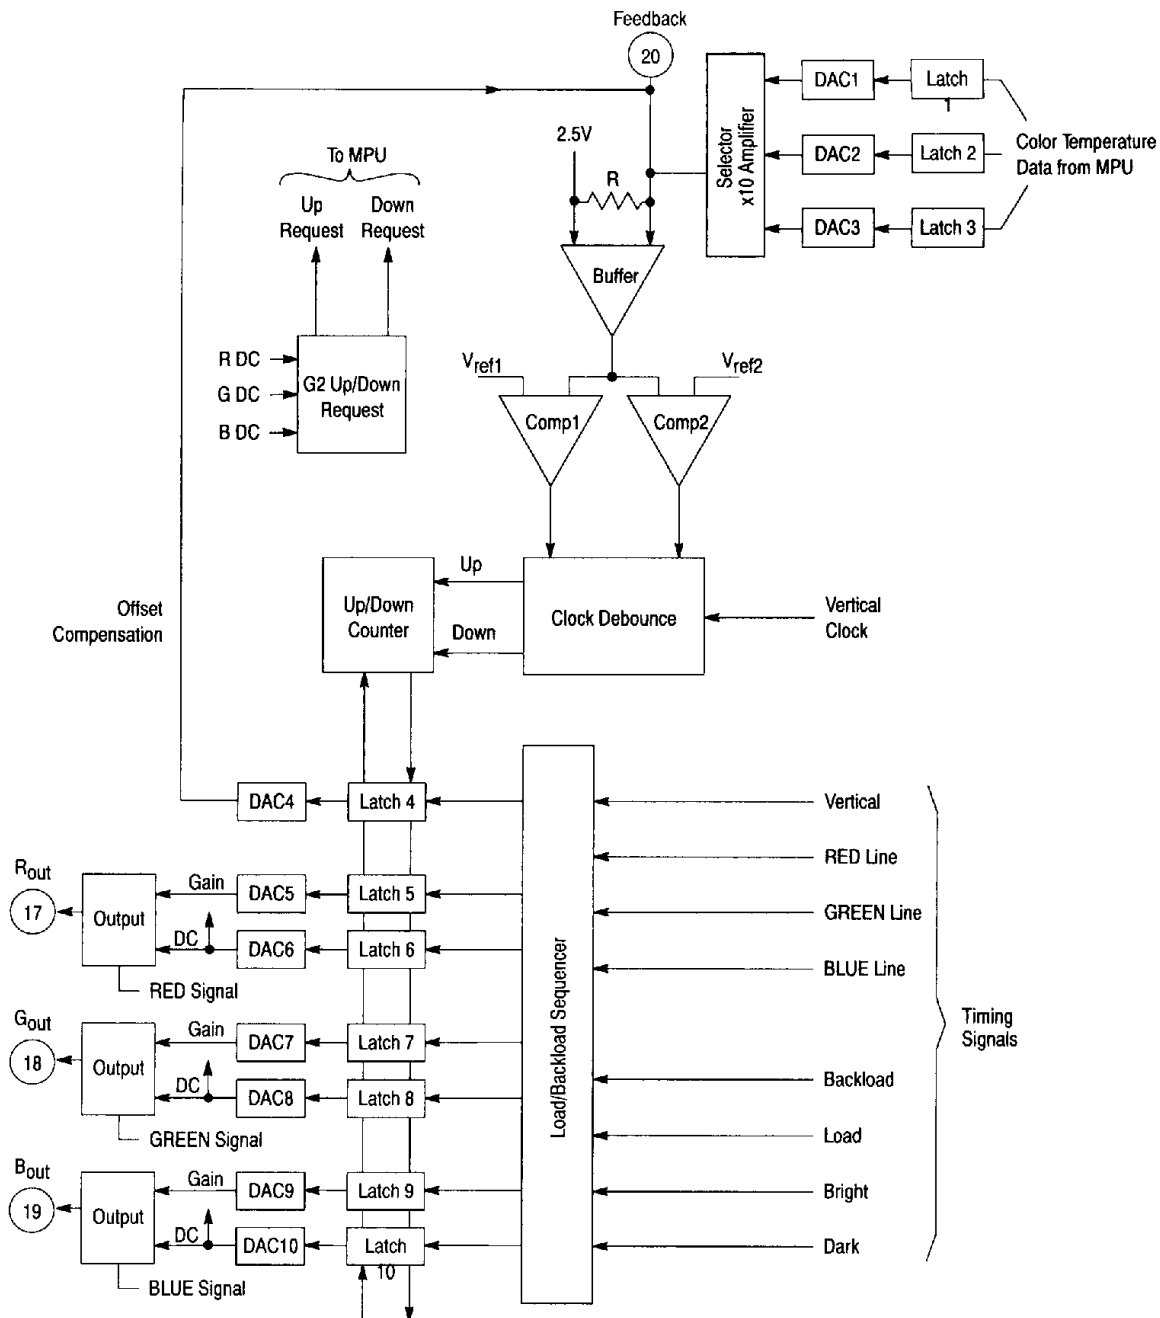 Feedback
20
DAC1
Latch
1
Selector
x10 Amplifier
2.5V
R
DAC2
Latch 2
Color Temperature
Data from MPU
DAC3
Latch 3
To MPU
Up
Request
Down
Request
Buffer
R DC
G DC
B DC
G2 Up/Down
Request
Vref1
Vref2
Comp1
Comp2
Up
Down
Up/Down
Counter
Clock Debounce
Vertical
Clock
Offset
Compensation
DAC4
Latch 4
Load/Backload Sequencer
Vertical
RED Line
GREEN Line
BLUE Line
Backload
Load
Bright
Dark
Timing
Signals
Rout
17
Output
Gain
DC
DAC5
Latch 5
DAC6
Latch 6
RED Signal
Gout
18
Output
Gain
DC
DAC7
Latch 7
DAC8
Latch 8
GREEN Signal
Bout
19
Output
Gain
DC
DAC9
Latch 9
DAC10
Latch
10
BLUE Signal